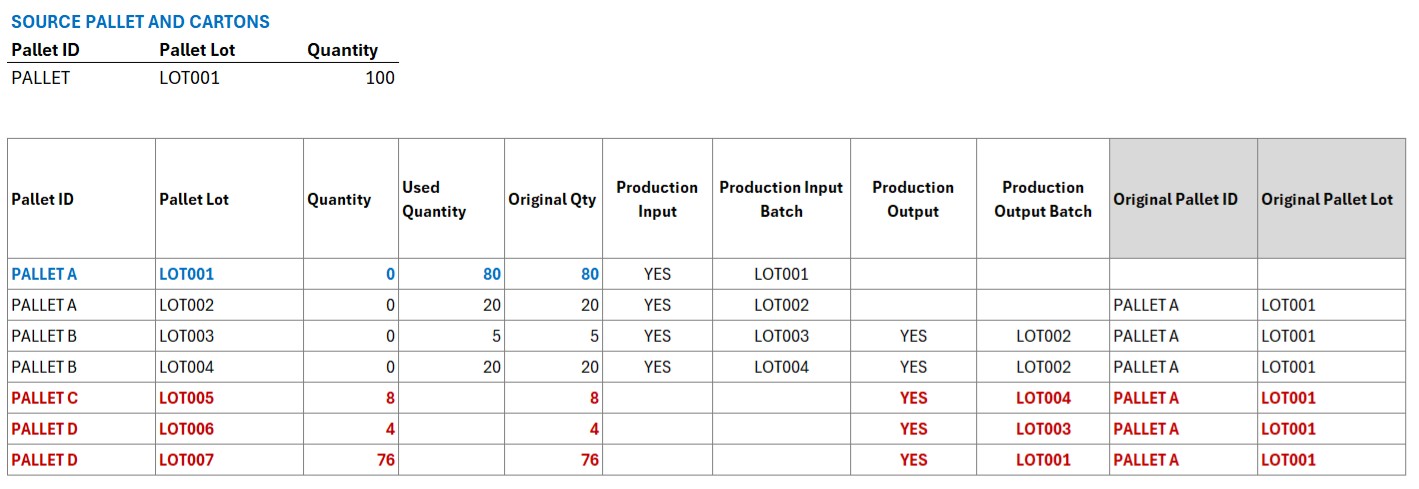 SOURCE PALLET AND CARTONS
Pallet ID Pallet Lot Quantity
PALLET LOT001 100
Pallet ID Pallet Lot Quantity Used Quantity Original Qty Production Input Production Input Batch Production Output Production Output Batch Original Pallet ID Original Pallet Lot
PALLET A LOT001 0 80 80 YES LOT001
PALLET A LOT002 0 20 20 YES LOT002 PALLET A LOT001
PALLET B LOT003 0 5 5 YES LOT003 YES LOT002 PALLET A LOT001
PALLET B LOT004 0 20 20 YES LOT004 YES LOT002 PALLET A LOT001
PALLET C LOT005 8 8 YES LOT004 PALLET A LOT001
PALLET D LOT006 4 4 YES LOT003 PALLET A LOT001
PALLET D LOT007 76 76 YES LOT001 PALLET A LOT001